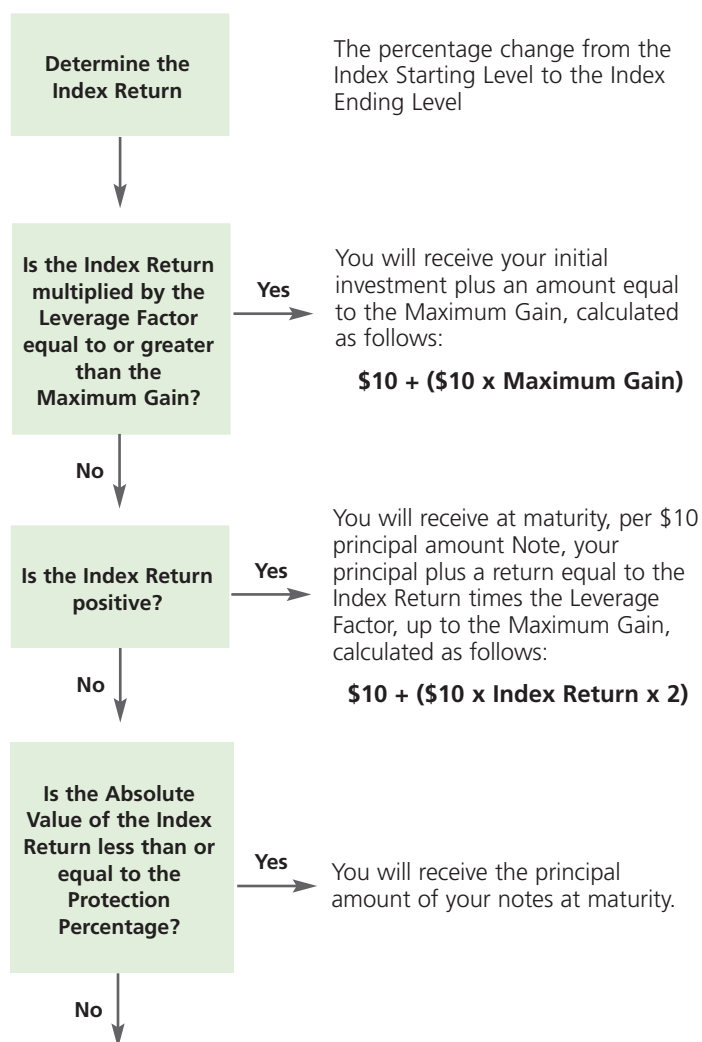 Determine the
Index Return
The percentage change from the
Index Starting Level to the Index
Ending Level
Is the Index Return
multiplied by the
Leverage Factor
equal to or greater
than the
Maximum Gain?
Yes
You will receive your initial
investment plus an amount equal
to the Maximum Gain, calculated
as follows:
$10 + ($10 x Maximum Gain)
No
Is the Index Return
positive?
Yes
You will receive at maturity, per $10
principal amount Note, your
principal plus a return equal to the
Index Return times the Leverage
Factor, up to the Maximum Gain,
calculated as follows:
$10 + ($10 x Index Return x 2)
No
Is the Absolute
Value of the Index
Return less than or
equal to the
Protection
Percentage?
Yes
You will receive the principal
amount of your notes at maturity.
No